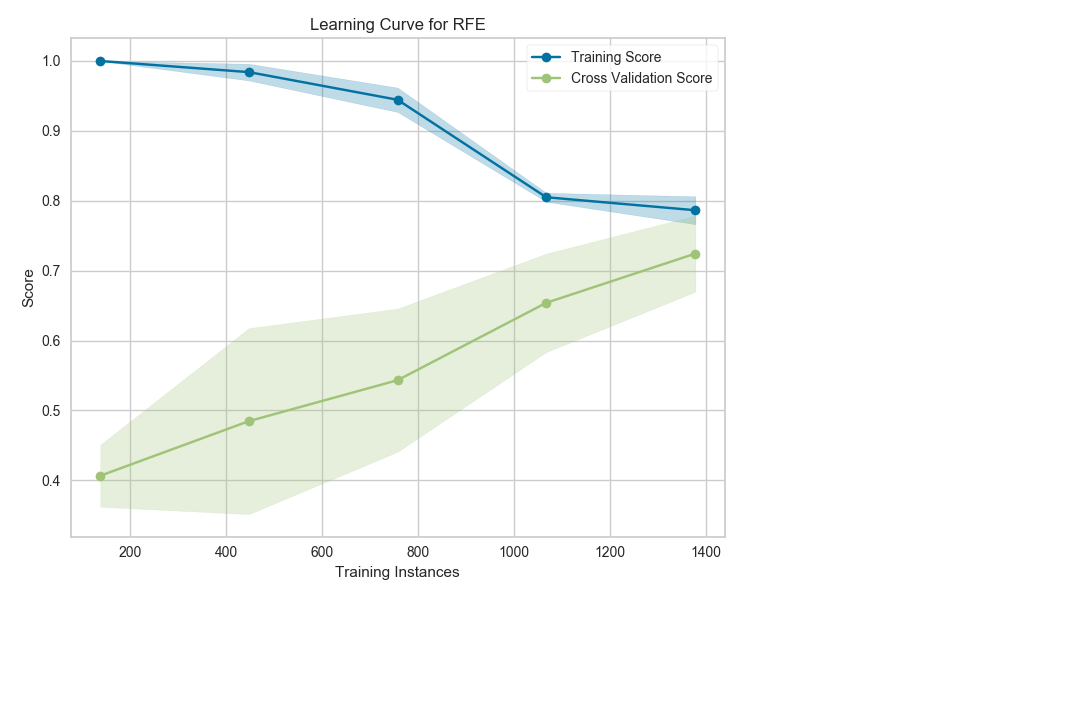 Learning Curve for RFE
Training Score
Cross Validation Score
1.0
0.9
0.8
0.7
0.6
0.5
0.4
Score
200 400 600 800 1000 1200 1400
Training Instances